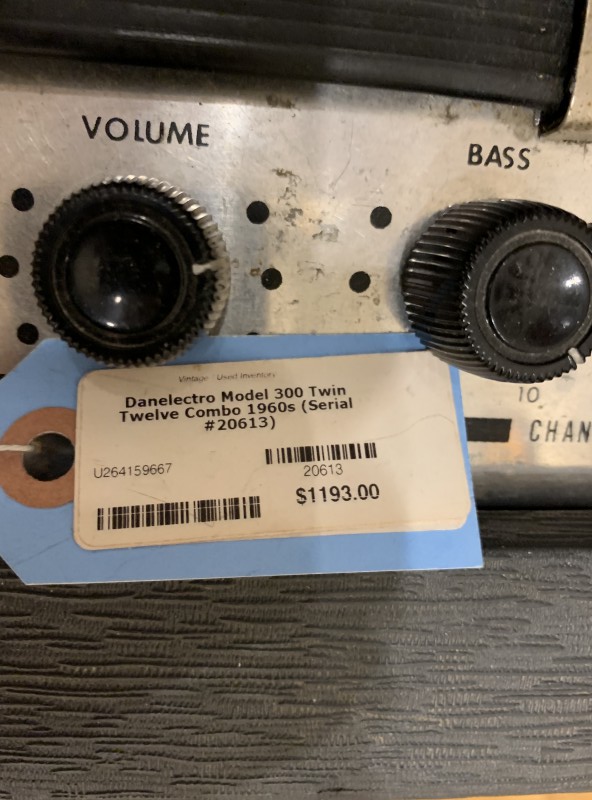 VOLUME
BASS
10
CHAN
Vintage - Used Inventory
Danelectro Model 300 Twin
Twelve Combo 1960s (Serial
#20613)
U264159667
20613
$1193.00